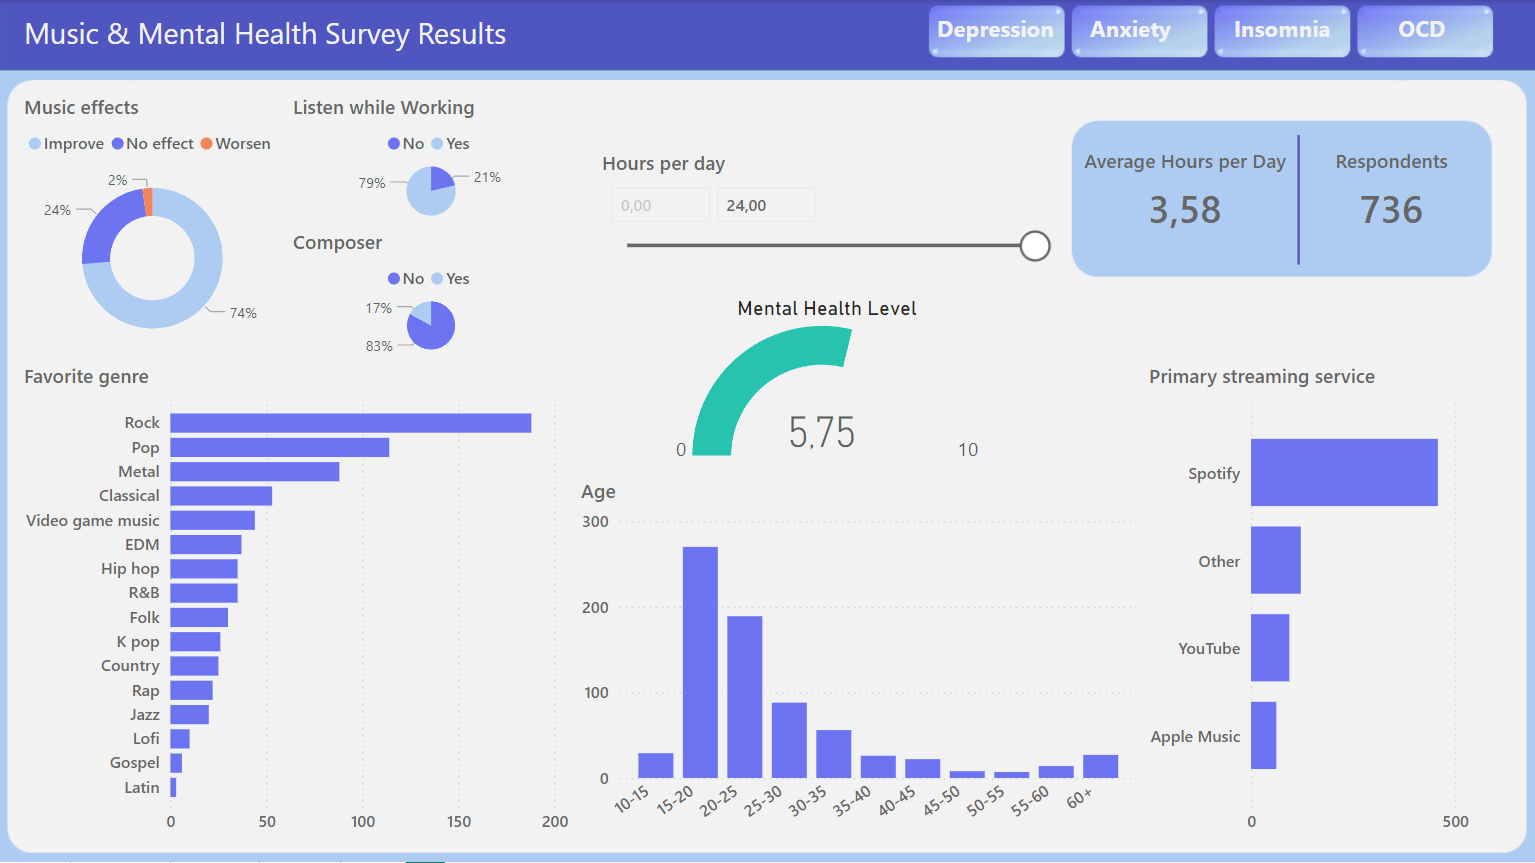 Music & Mental Health Survey Results
Depression
Anxiety
Insomnia
OCD
Music effects
Improve No effect Worsen
2%
24%
74%
Listen while Working
No Yes
79%
21%
Composer
No Yes
17%
83%
Hours per day
0,00
24,00
Average Hours per Day
3,58
Respondents
736
Mental Health Level
5,75
0
10
Favorite genre
Rock
Pop
Metal
Classical
Video game music
EDM
Hip hop
R&B
Folk
K pop
Country
Rap
Jazz
Lofi
Gospel
Latin
0 50 100 150 200
Age
300
200
100
0
10-15 15-20 20-25 25-30 30-35 35-40 40-45 45-50 50-55 55-60 60+
Primary streaming service
Spotify
Other
YouTube
Apple Music
0 500